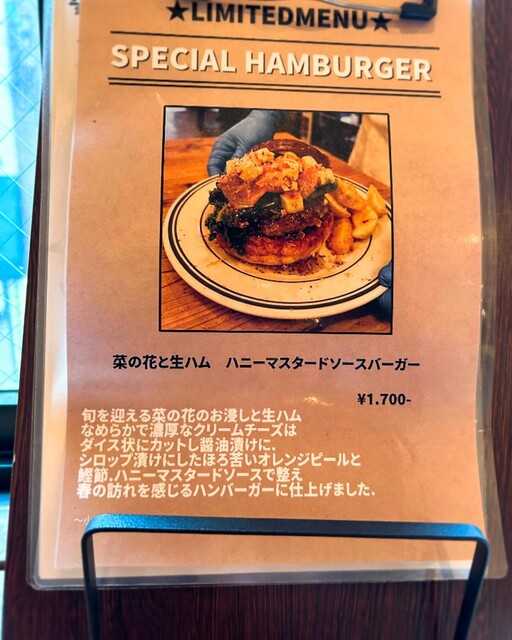 ★LIMITEDMENU★
SPECIAL HAMBURGER
菜の花と生ハム　ハニーマスタードソースバーガー
¥1.700-
旬を迎える菜の花のお浸しと生ハム
なめらかで濃厚なクリームチーズは
ダイス状にカットし醤油漬けに.
シロップ漬けにしたほろ苦いオレンジピールと
鰹節.ハニーマスタードソースで整え
春の訪れを感じるハンバーガーに仕上げました.